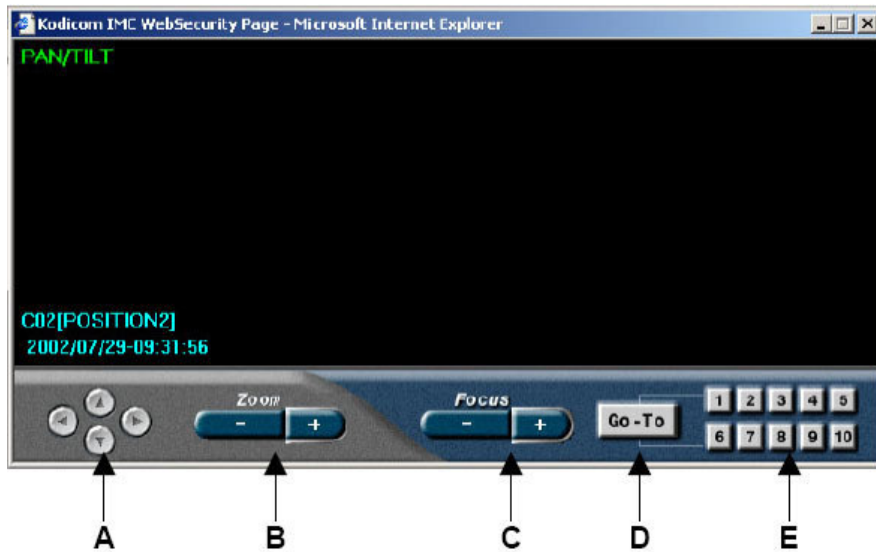 Kodicom IMC WebSecurity Page - Microsoft Internet Explorer
PAN/TILT
C02[POSITION2]
2002/07/29-09:31:56
Zoom
- +
Focus
- +
Go-To
1 2 3 4 5
6 7 8 9 10
A B C D E